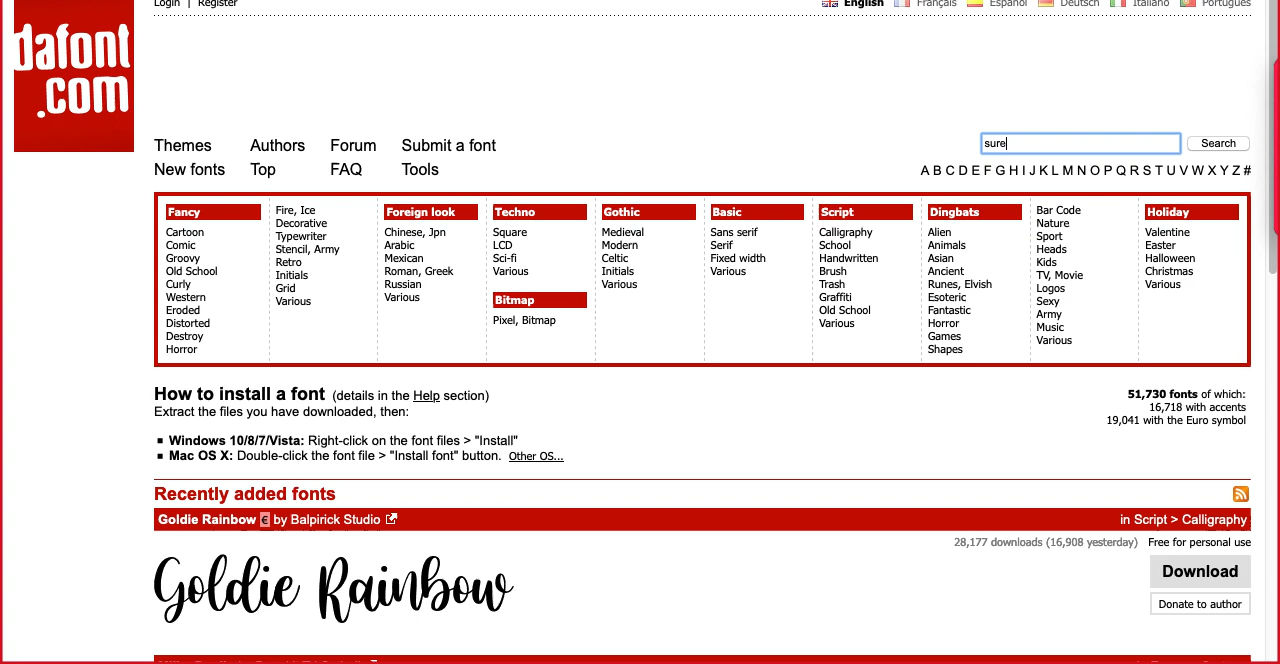 Login | Register
English Français Español Deutsch Italiano Português
dafont
.com
Themes Authors Forum Submit a font
New fonts Top FAQ Tools
sure Search
A B C D E F G H I J K L M N O P Q R S T U V W X Y Z #
Fancy
Cartoon
Comic
Groovy
Old School
Curly
Western
Eroded
Distorted
Destroy
Horror
Fire, Ice
Decorative
Typewriter
Stencil, Army
Retro
Initials
Grid
Various
Foreign look
Chinese, Jpn
Arabic
Mexican
Roman, Greek
Russian
Various
Techno
Square
LCD
Sci-fi
Various
Bitmap
Pixel, Bitmap
Gothic
Medieval
Modern
Celtic
Initials
Various
Basic
Sans serif
Serif
Fixed width
Various
Script
Calligraphy
School
Handwritten
Brush
Trash
Graffiti
Old School
Various
Dingbats
Alien
Animals
Asian
Ancient
Runes, Elvish
Esoteric
Fantastic
Horror
Games
Shapes
Bar Code
Nature
Sport
Heads
Kids
TV, Movie
Logos
Sexy
Army
Music
Various
Holiday
Valentine
Easter
Halloween
Christmas
Various
How to install a font (details in the Help section)
Extract the files you have downloaded, then:
▪ Windows 10/8/7/Vista: Right-click on the font files > "Install"
▪ Mac OS X: Double-click the font file > "Install font" button. Other OS...
51,730 fonts of which:
16,718 with accents
19,041 with the Euro symbol
Recently added fonts
Goldie Rainbow € by Balpirick Studio in Script > Calligraphy
28,177 downloads (16,908 yesterday) Free for personal use
Goldie Rainbow
Download
Donate to author